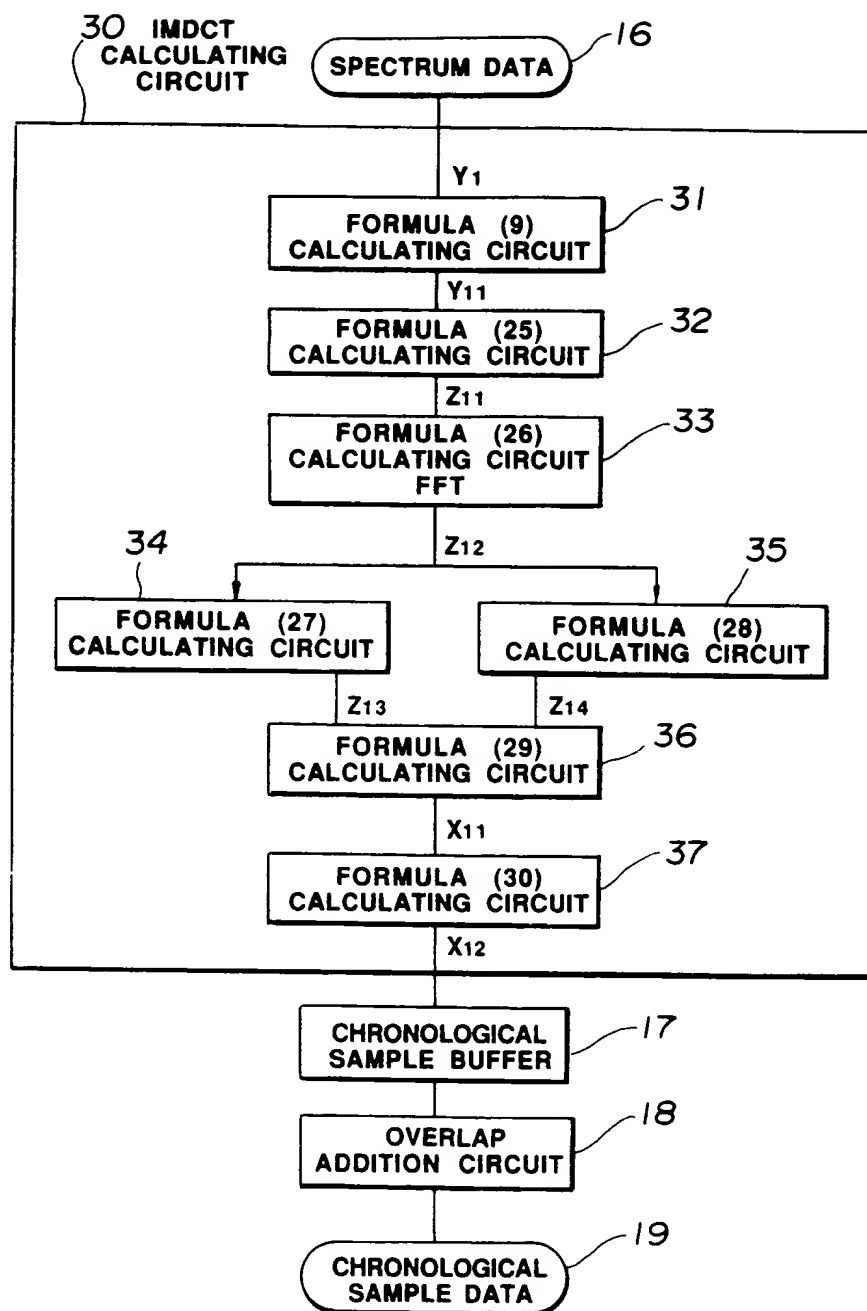 30 IMDCT
CALCULATING
CIRCUIT
16
SPECTRUM DATA
Y1
31
FORMULA (9)
CALCULATING CIRCUIT
Y11
32
FORMULA (25)
CALCULATING CIRCUIT
Z11
33
FORMULA (26)
CALCULATING CIRCUIT
FFT
Z12
34
35
FORMULA (27)
CALCULATING CIRCUIT
FORMULA (28)
CALCULATING CIRCUIT
Z13
Z14
36
FORMULA (29)
CALCULATING CIRCUIT
X11
37
FORMULA (30)
CALCULATING CIRCUIT
X12
17
CHRONOLOGICAL
SAMPLE BUFFER
18
OVERLAP
ADDITION CIRCUIT
19
CHRONOLOGICAL
SAMPLE DATA